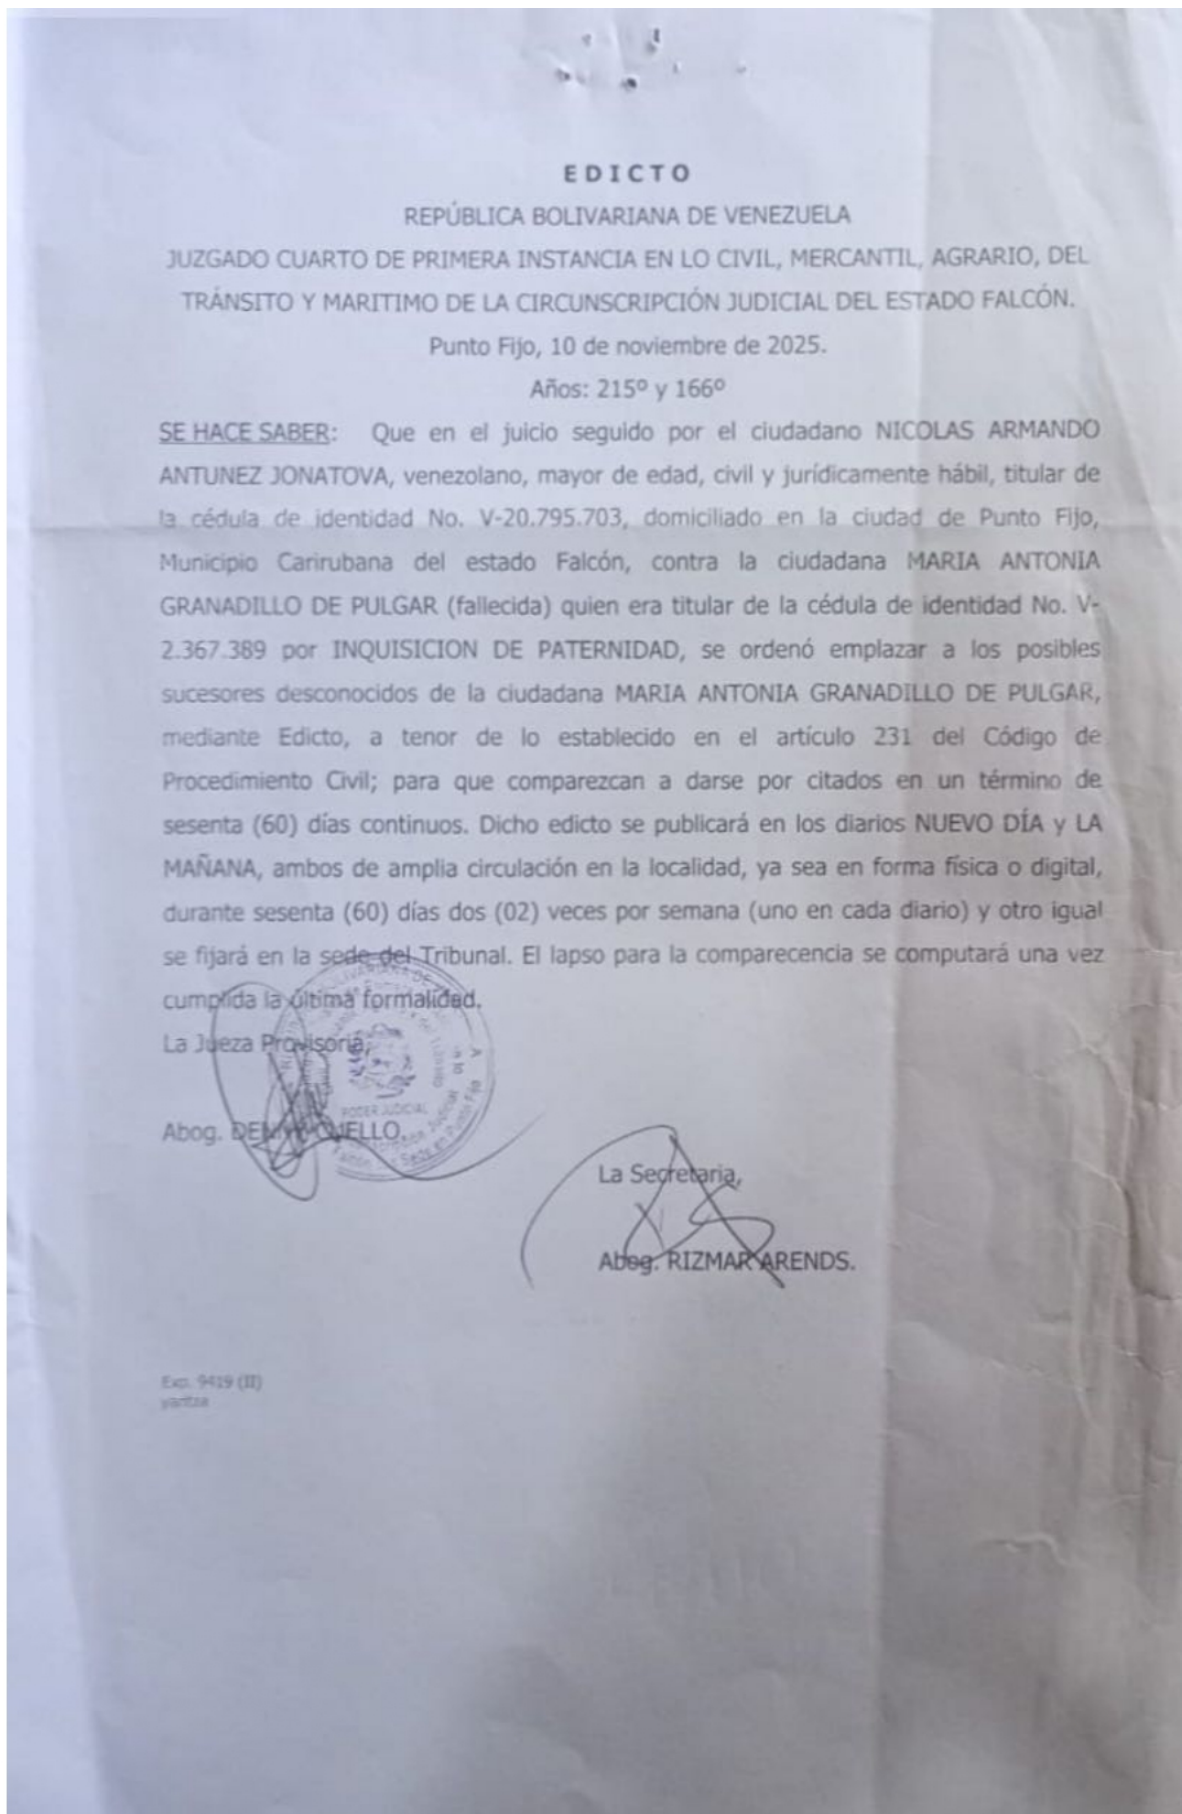 EDICTO
REPÚBLICA BOLIVARIANA DE VENEZUELA
JUZGADO CUARTO DE PRIMERA INSTANCIA EN LO CIVIL, MERCANTIL, AGRARIO, DEL
TRÁNSITO Y MARITIMO DE LA CIRCUNSCRIPCIÓN JUDICIAL DEL ESTADO FALCÓN.
Punto Fijo, 10 de noviembre de 2025.
Años: 215º y 166º
SE HACE SABER: Que en el juicio seguido por el ciudadano NICOLAS ARMANDO
ANTUNEZ JONATOVA, venezolano, mayor de edad, civil y jurídicamente hábil, titular de
la cédula de identidad No. V-20.795.703, domiciliado en la ciudad de Punto Fijo,
Municipio Carirubana del estado Falcón, contra la ciudadana MARIA ANTONIA
GRANADILLO DE PULGAR (fallecida) quien era titular de la cédula de identidad No. V-
2.367.389 por INQUISICION DE PATERNIDAD, se ordenó emplazar a los posibles
sucesores desconocidos de la ciudadana MARIA ANTONIA GRANADILLO DE PULGAR,
mediante Edicto, a tenor de lo establecido en el artículo 231 del Código de
Procedimiento Civil; para que comparezcan a darse por citados en un término de
sesenta (60) días continuos. Dicho edicto se publicará en los diarios NUEVO DÍA y LA
MAÑANA, ambos de amplia circulación en la localidad, ya sea en forma física o digital,
durante sesenta (60) días dos (02) veces por semana (uno en cada diario) y otro igual
se fijará en la sede del Tribunal. El lapso para la comparecencia se computará una vez
cumplida la última formalidad.
La Jueza Provisoria,
PODER JUDICIAL
Abog.
La Secretaria,
Abog. RIZMAR ARENDS.
Exp. 9419 (II)
yaritza